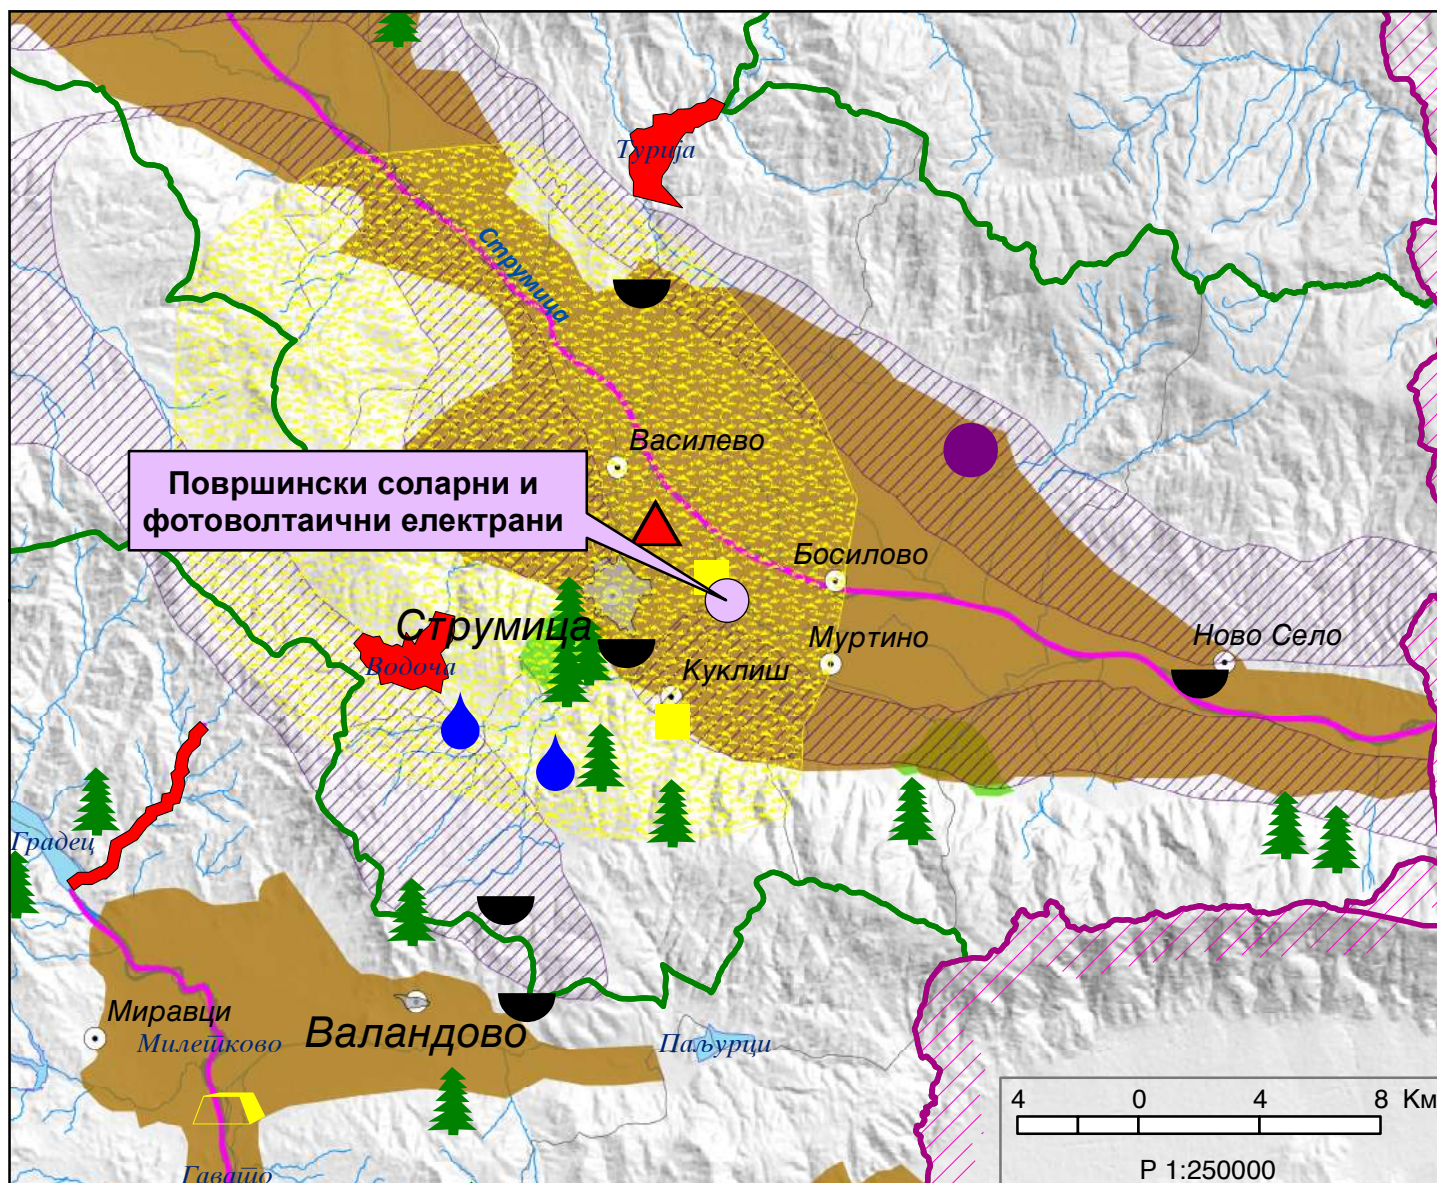 Турија
Струмица
Василево
Површински соларни и
фотоволтаични електрани
Босилово
Струмица
Муртино
Ново Село
Водоча
Куклиш
Градец
Миравци
Валандово
Милешково
Паљурци
4 0 4 8 Км
Р 1:250000
Гавато